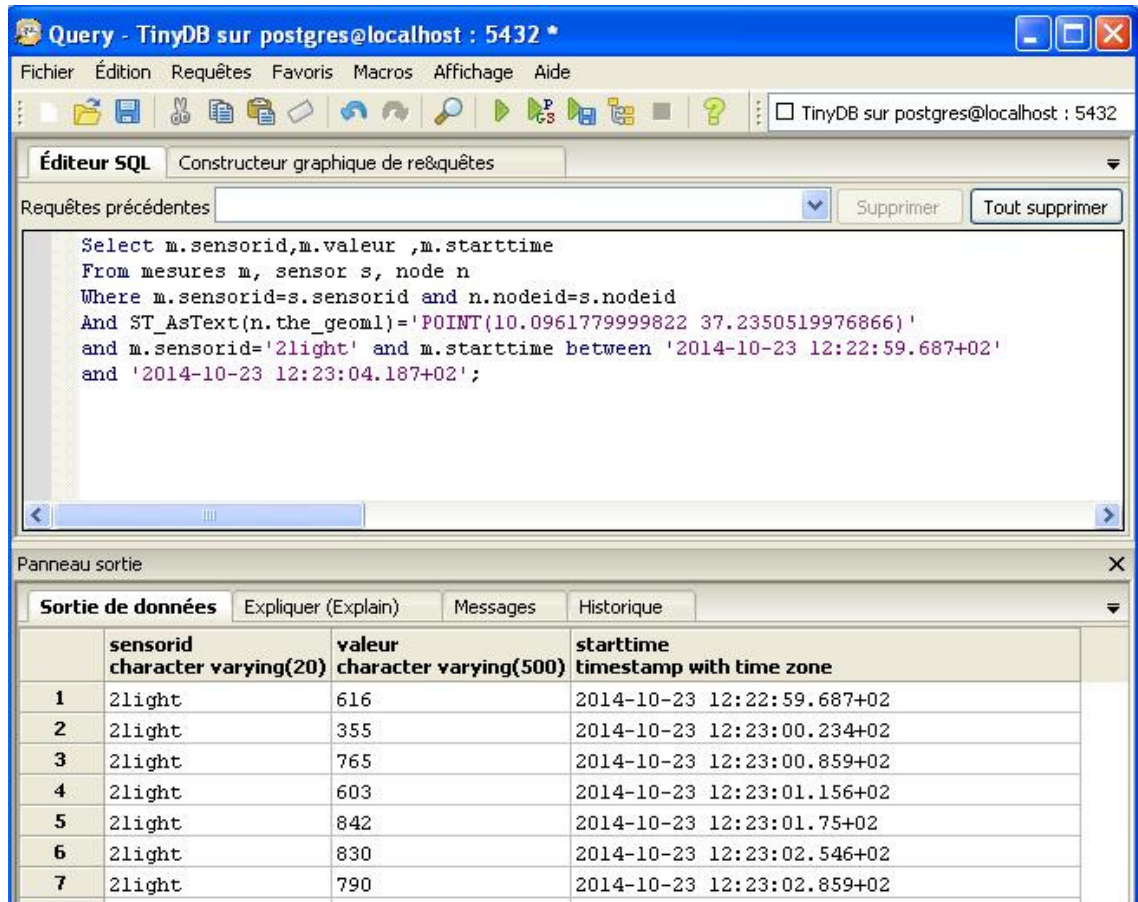 Query - TinyDB sur postgres@localhost : 5432 *
Fichier Édition Requêtes Favoris Macros Affichage Aide
TinyDB sur postgres@localhost : 5432
Éditeur SQL Constructeur graphique de re&quêtes
Requêtes précédentes Supprimer Tout supprimer
Select m.sensorid,m.valeur ,m.starttime
From mesures m, sensor s, node n
Where m.sensorid=s.sensorid and n.nodeid=s.nodeid
And ST_AsText(n.the_geom1)='POINT(10.0961779999822 37.2350519976866)'
and m.sensorid='2light' and m.starttime between '2014-10-23 12:22:59.687+02'
and '2014-10-23 12:23:04.187+02';
Panneau sortie
Sortie de données Expliquer (Explain) Messages Historique
sensorid valeur starttime
character varying(20) character varying(500) timestamp with time zone
1 2light 616 2014-10-23 12:22:59.687+02
2 2light 355 2014-10-23 12:23:00.234+02
3 2light 765 2014-10-23 12:23:00.859+02
4 2light 603 2014-10-23 12:23:01.156+02
5 2light 842 2014-10-23 12:23:01.75+02
6 2light 830 2014-10-23 12:23:02.546+02
7 2light 790 2014-10-23 12:23:02.859+02